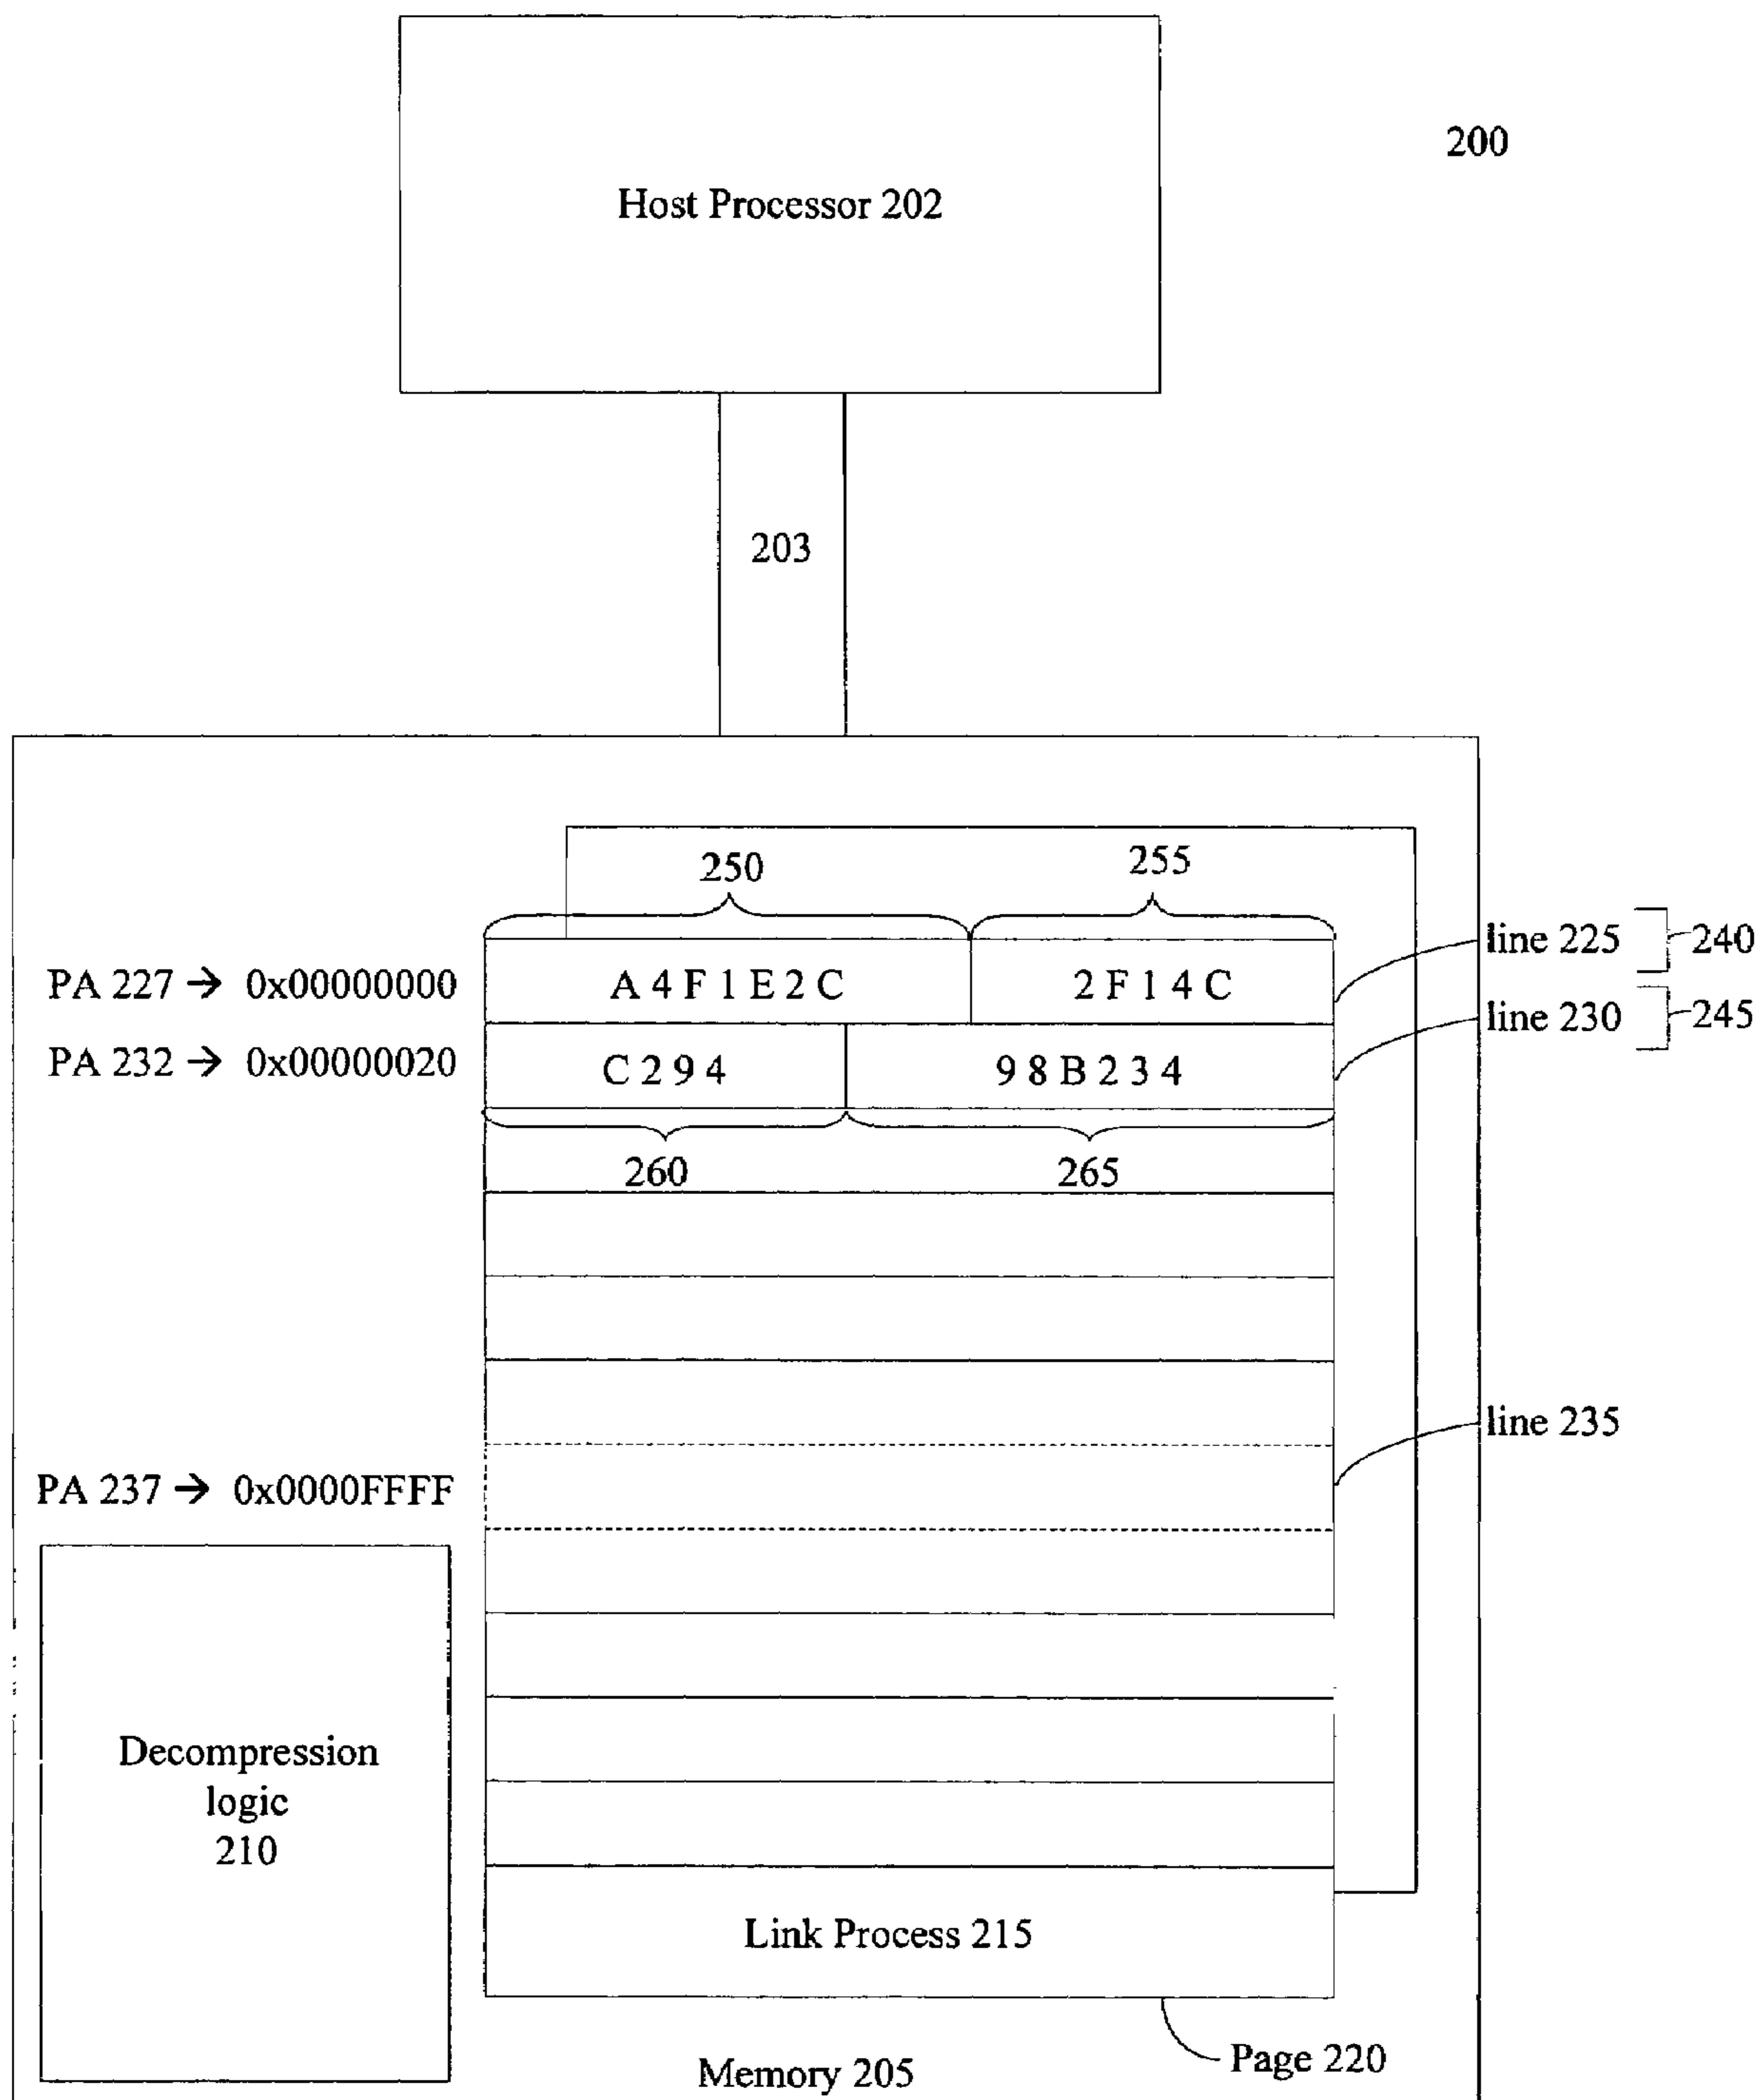 200
Host Processor 202
203
250
255
line 225
240
PA 227 → 0x00000000
A 4 F 1 E 2 C
2 F 1 4 C
line 230
245
PA 232 → 0x00000020
C 2 9 4
9 8 B 2 3 4
260
265
line 235
PA 237 → 0x0000FFFF
Decompression
logic
210
Link Process 215
Page 220
Memory 205